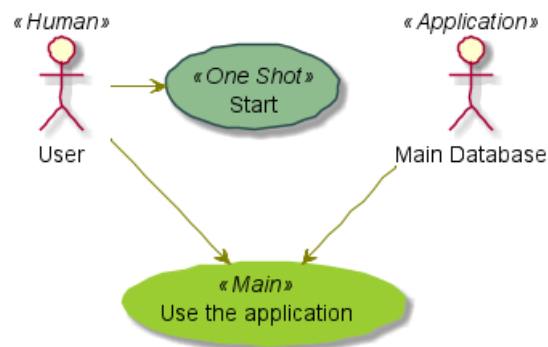 «Human»
User
«One Shot»
Start
«Application»
Main Database
«Main»
Use the application